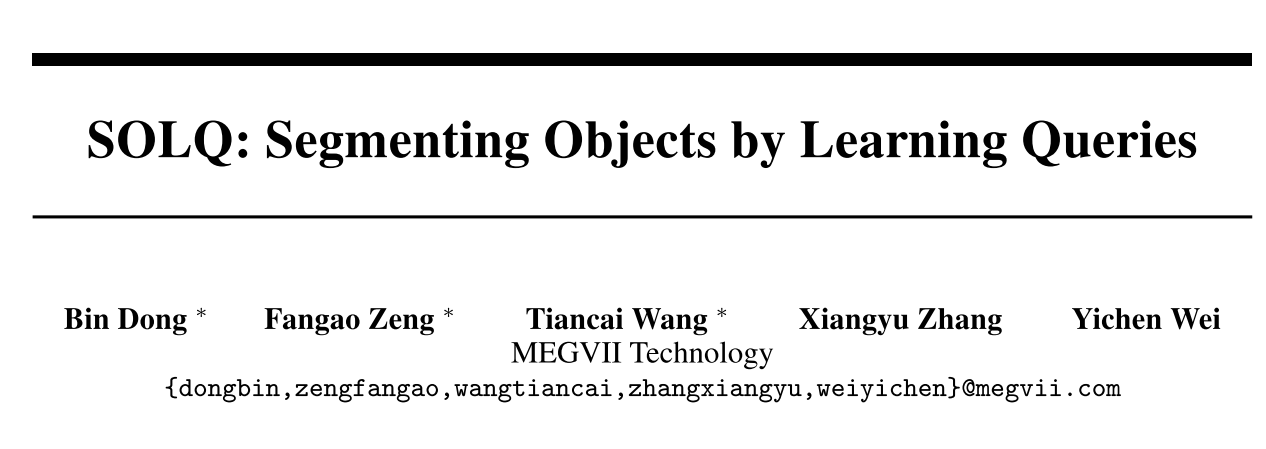 SOLQ: Segmenting Objects by Learning Queries
Bin Dong * Fangao Zeng * Tiancai Wang * Xiangyu Zhang Yichen Wei
MEGVII Technology
{dongbin,zengfangao,wangtiancai,zhangxiangyu,weiyichen}@megvii.com